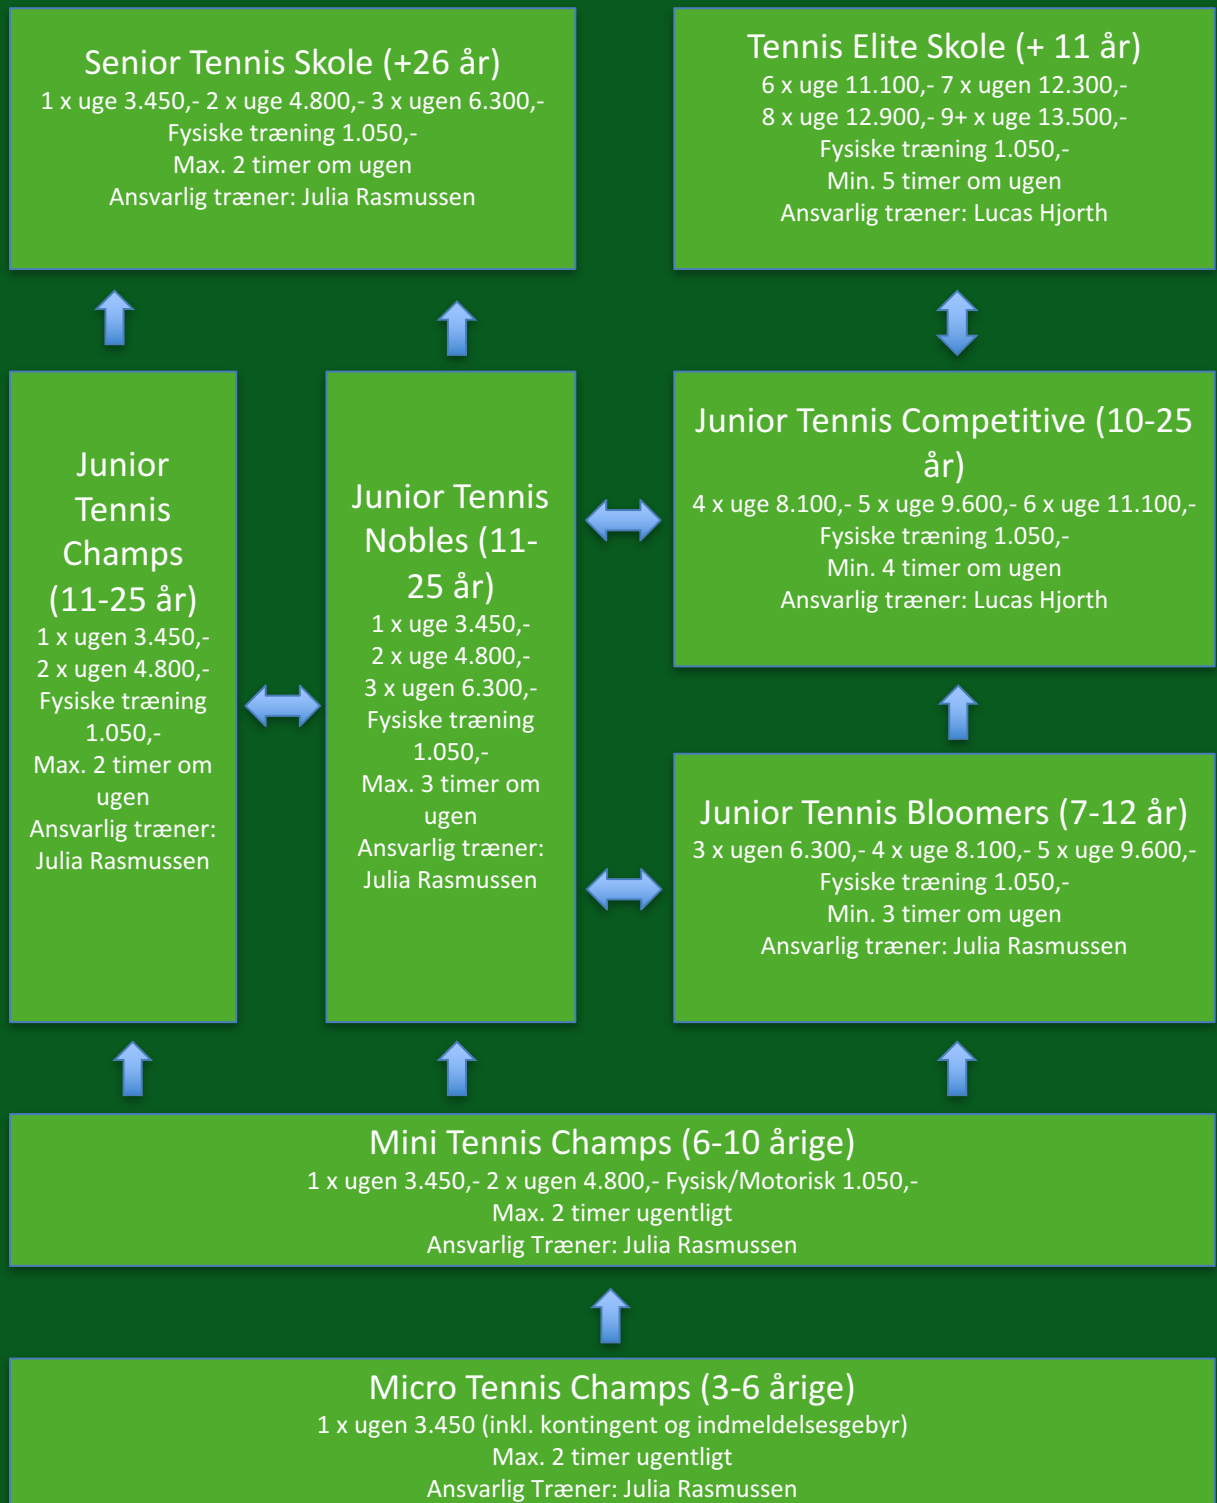 Senior Tennis Skole (+26 år)
1 x uge 3.450,- 2 x uge 4.800,- 3 x ugen 6.300,-
Fysiske træning 1.050,-
Max. 2 timer om ugen
Ansvarlig træner: Julia Rasmussen
Tennis Elite Skole (+ 11 år)
6 x uge 11.100,- 7 x ugen 12.300,-
8 x uge 12.900,- 9+ x uge 13.500,-
Fysiske træning 1.050,-
Min. 5 timer om ugen
Ansvarlig træner: Lucas Hjorth
Junior
Tennis
Champs
(11-25 år)
1 x ugen 3.450,-
2 x ugen 4.800,-
Fysiske træning
1.050,-
Max. 2 timer om
ugen
Ansvarlig træner:
Julia Rasmussen
Junior Tennis
Nobles (11-
25 år)
1 x uge 3.450,-
2 x uge 4.800,-
3 x ugen 6.300,-
Fysiske træning
1.050,-
Max. 3 timer om
ugen
Ansvarlig træner:
Julia Rasmussen
Junior Tennis Competitive (10-25
år)
4 x uge 8.100,- 5 x uge 9.600,- 6 x uge 11.100,-
Fysiske træning 1.050,-
Min. 4 timer om ugen
Ansvarlig træner: Lucas Hjorth
Junior Tennis Bloomers (7-12 år)
3 x ugen 6.300,- 4 x uge 8.100,- 5 x uge 9.600,-
Fysiske træning 1.050,-
Min. 3 timer om ugen
Ansvarlig træner: Julia Rasmussen
Mini Tennis Champs (6-10 årige)
1 x ugen 3.450,- 2 x ugen 4.800,- Fysisk/Motorisk 1.050,-
Max. 2 timer ugentligt
Ansvarlig Træner: Julia Rasmussen
Micro Tennis Champs (3-6 årige)
1 x ugen 3.450 (inkl. kontingent og indmeldelsesgebyr)
Max. 2 timer ugentligt
Ansvarlig Træner: Julia Rasmussen